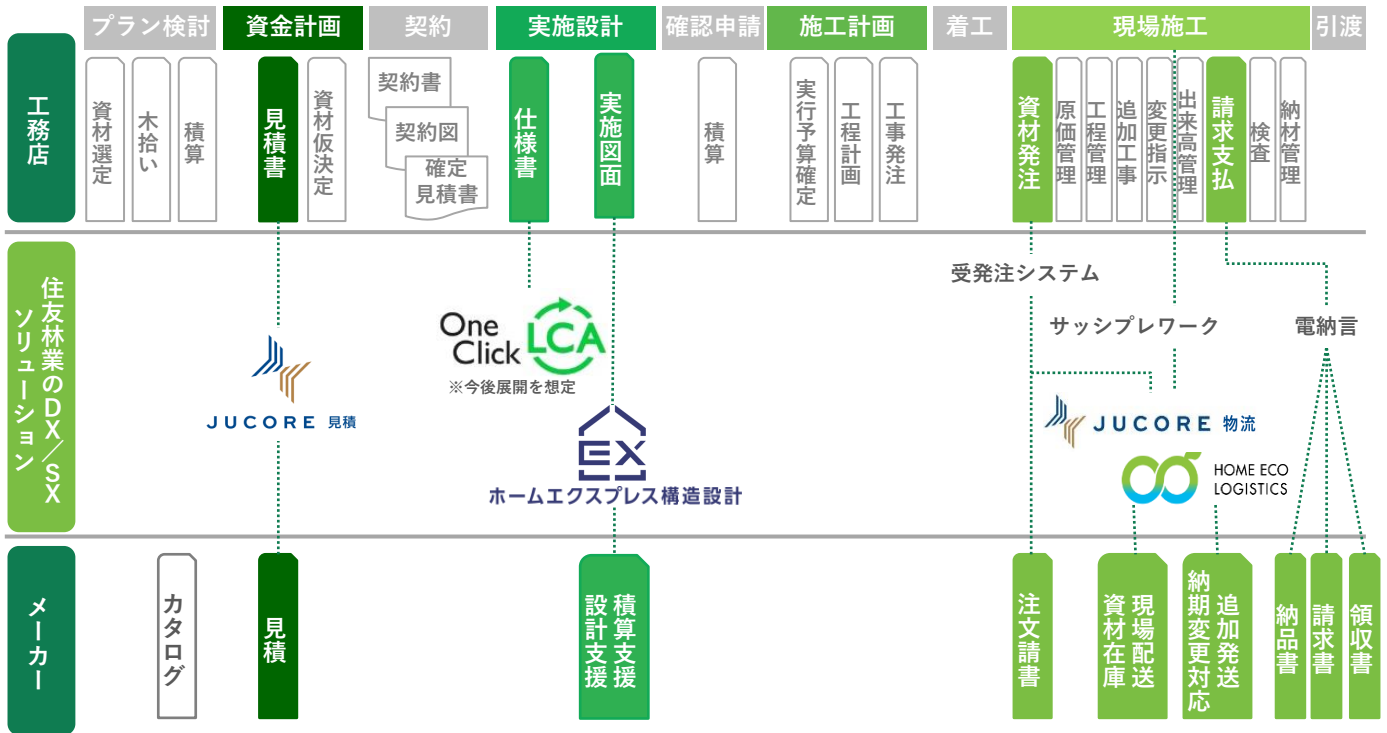 プラン検討
資金計画
契約
実施設計
確認申請
施工計画
着工
現場施工
引渡
工務店
資材選定
木拾い
積算
見積書
資材仮決定
契約書
契約図
確定
見積書
仕様書
実施図面
積算
実行予算確定
工程計画
工事発注
資材発注
原価管理
工程管理
追加工事
変更指示
出来高管理
請求支払
検査
納材管理
住友林業のDX/SX
ソリューション
JUCORE 見積
One
Click
LCA
※今後展開を想定
EX
ホームエクスプレス構造設計
受発注システム
サッシプレワーク
電納言
JUCORE 物流
HOME ECO
LOGISTICS
メーカー
カタログ
見積
積算支援
設計支援
注文請書
現場配送
資材在庫
追加発送
納期変更対応
納品書
請求書
領収書